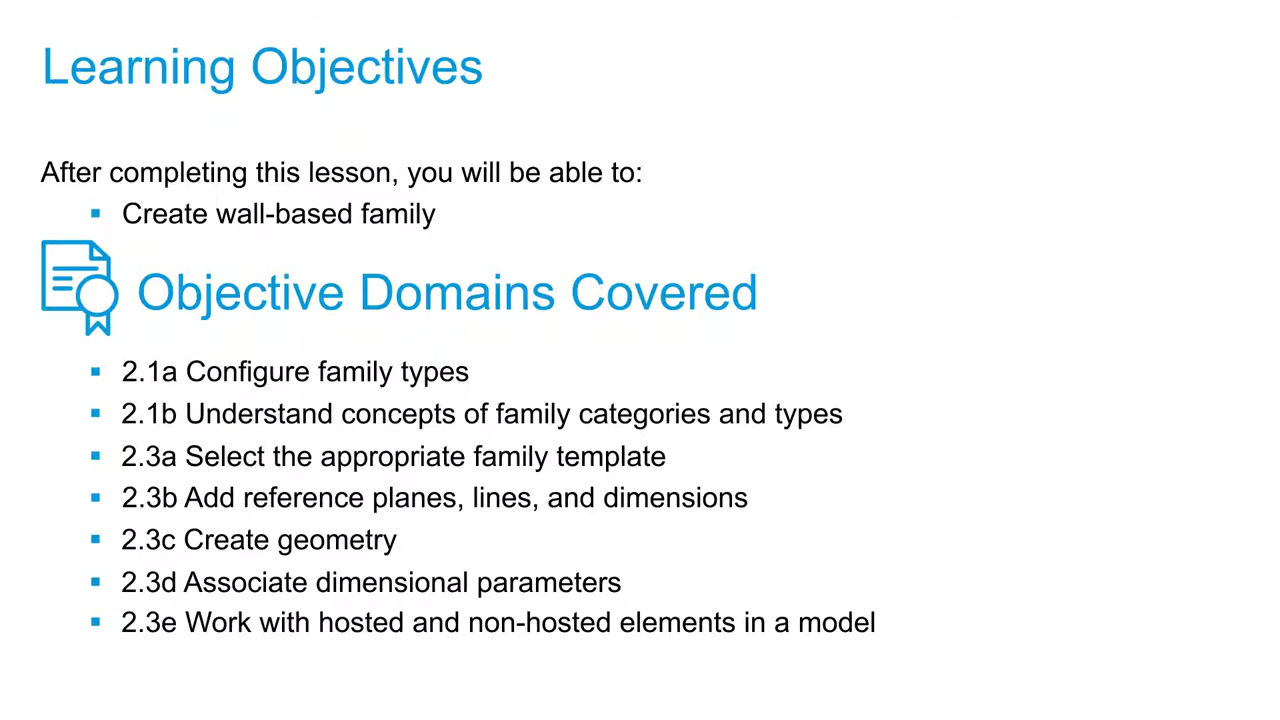 Learning Objectives
After completing this lesson, you will be able to:
▪ Create wall-based family
Objective Domains Covered
▪ 2.1a Configure family types
▪ 2.1b Understand concepts of family categories and types
▪ 2.3a Select the appropriate family template
▪ 2.3b Add reference planes, lines, and dimensions
▪ 2.3c Create geometry
▪ 2.3d Associate dimensional parameters
▪ 2.3e Work with hosted and non-hosted elements in a model